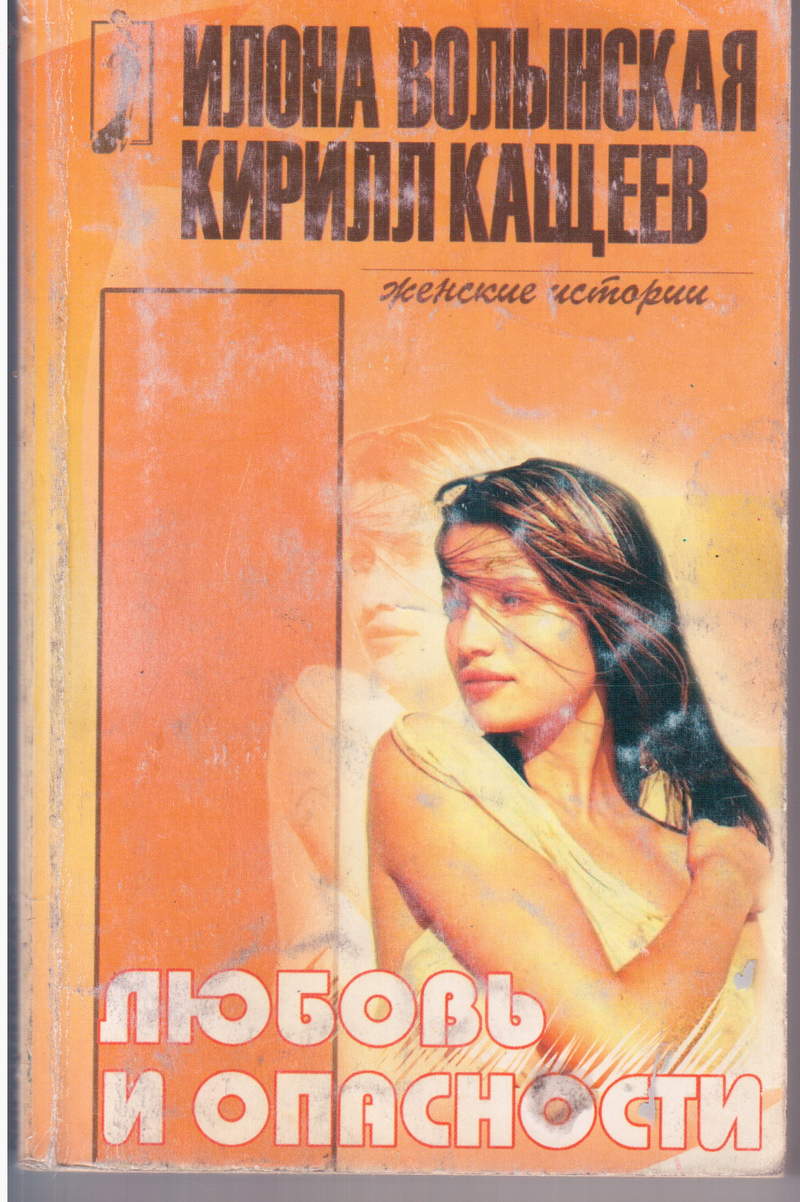 ИЛОНА ВОЛЫНСКАЯ
КИРИЛЛ КАЩЕЕВ
женские истории
ЛЮБОВЬ
И ОПАСНОСТИ